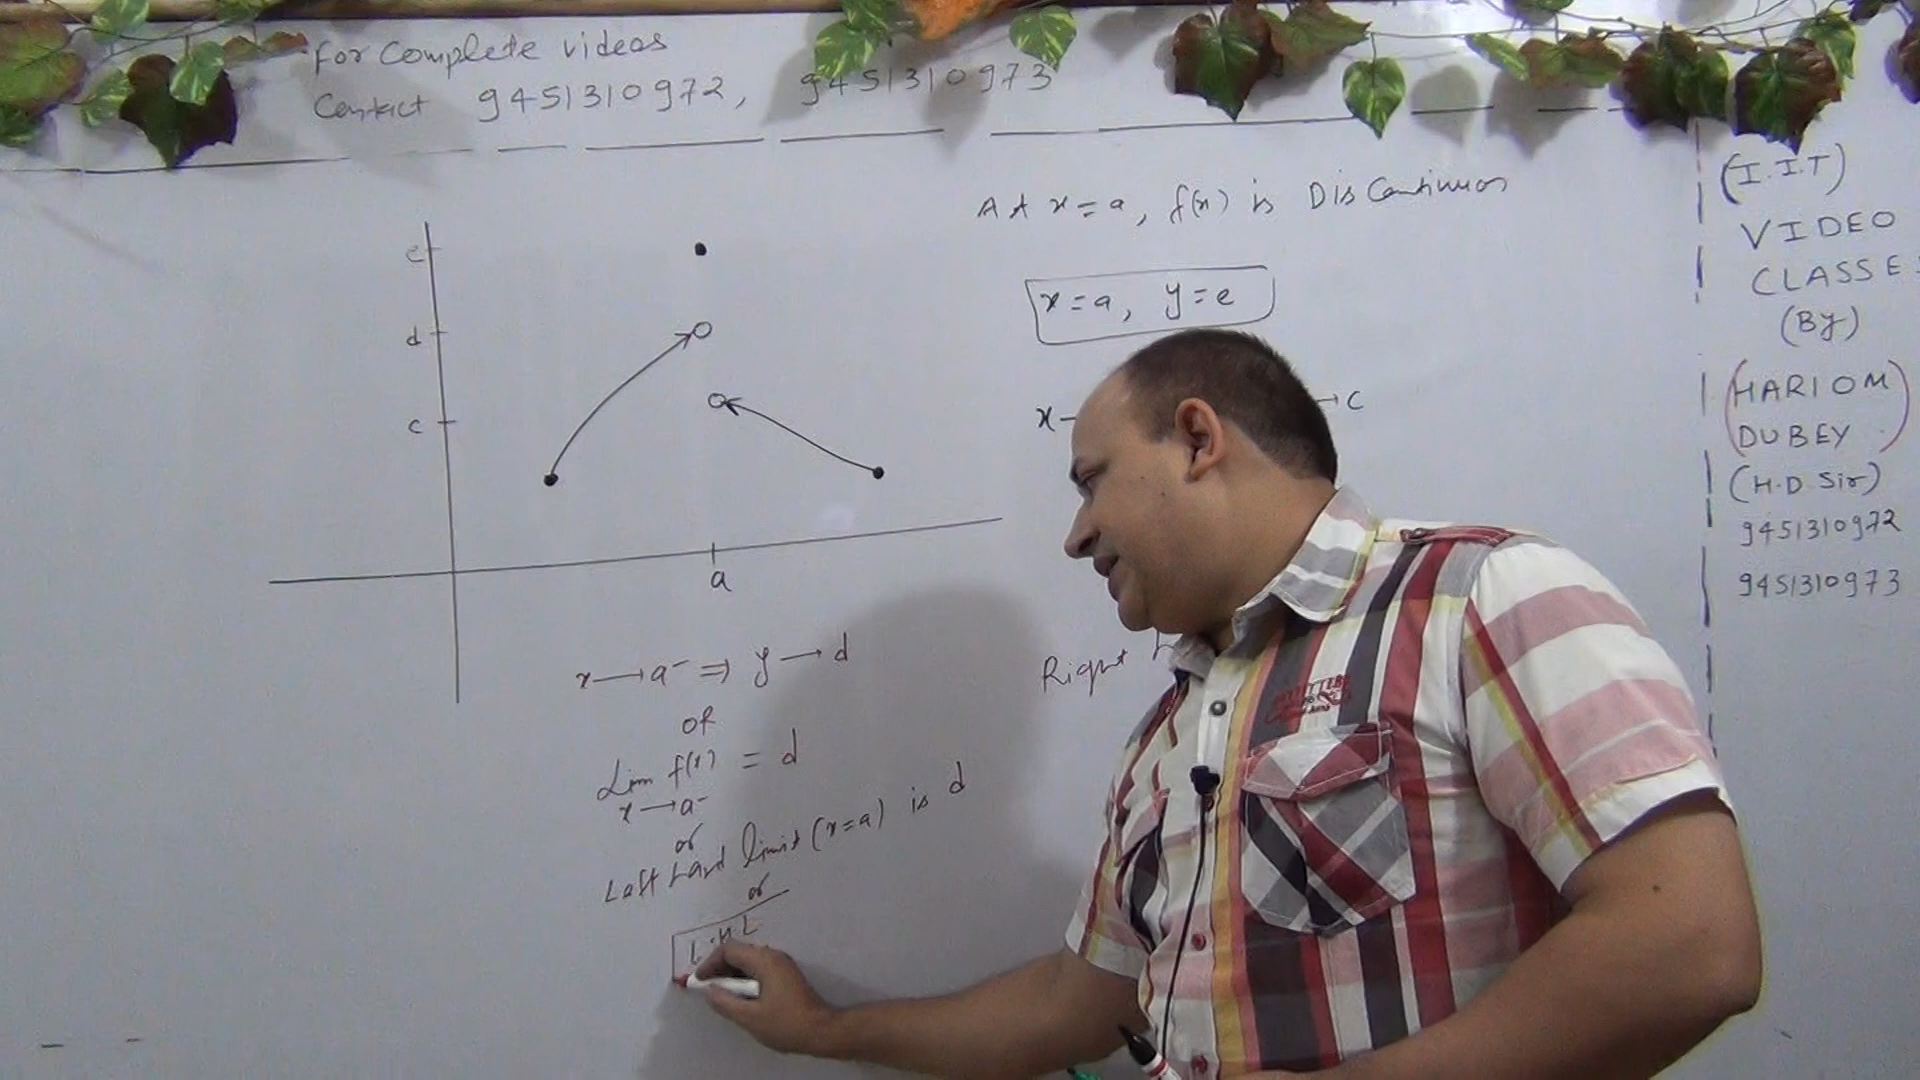 For Complete videos
Contact 9451310972, 9451310973
(I.I.T)
VIDEO
CLASSE
(By)
HARIOM
DUBEY
(H.D. Sir)
9451310972
9451310973
At x=a, f(x) is Discontinuos
x=a, y=e
x→
→c
e
d
c
a
x→a⁻ ⇒ y→d
OR
Lim f(x) = d
x→a⁻
or
Left Hand limit (x=a) is d
or
L.H.L
Right